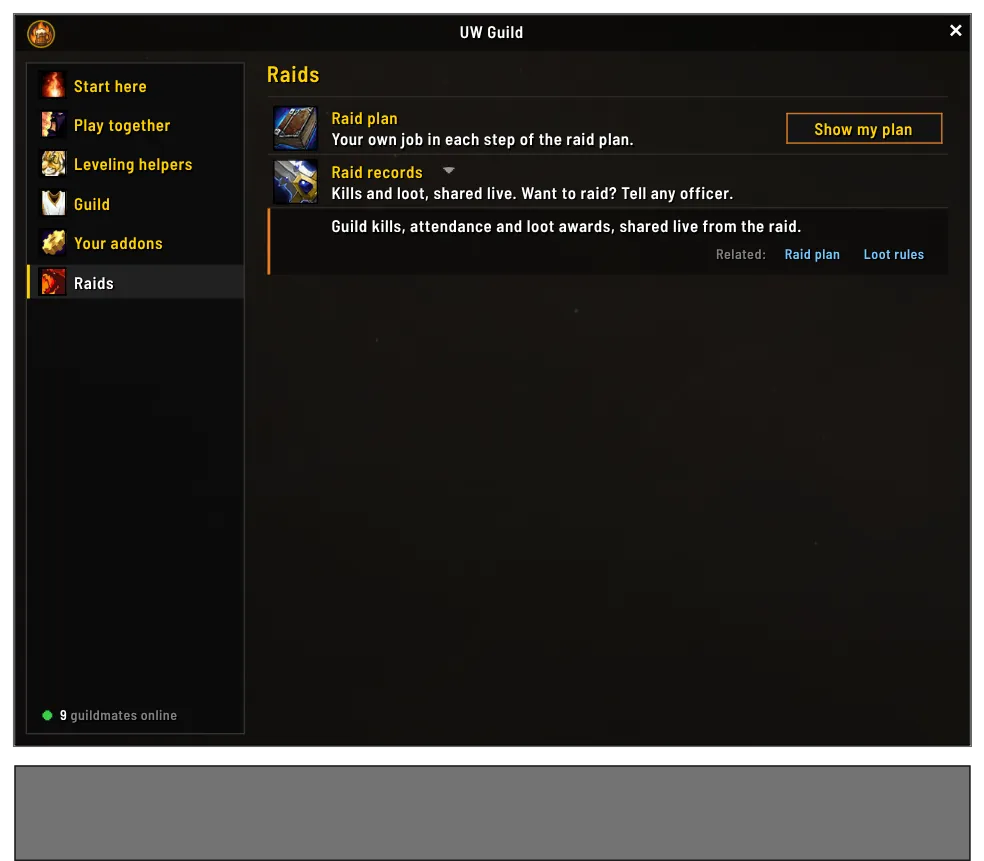 UW Guild
Start here
Play together
Leveling helpers
Guild
Your addons
Raids
9 guildmates online
Raids
Raid plan
Your own job in each step of the raid plan.
Show my plan
Raid records
Kills and loot, shared live. Want to raid? Tell any officer.
Guild kills, attendance and loot awards, shared live from the raid.
Related: Raid plan Loot rules